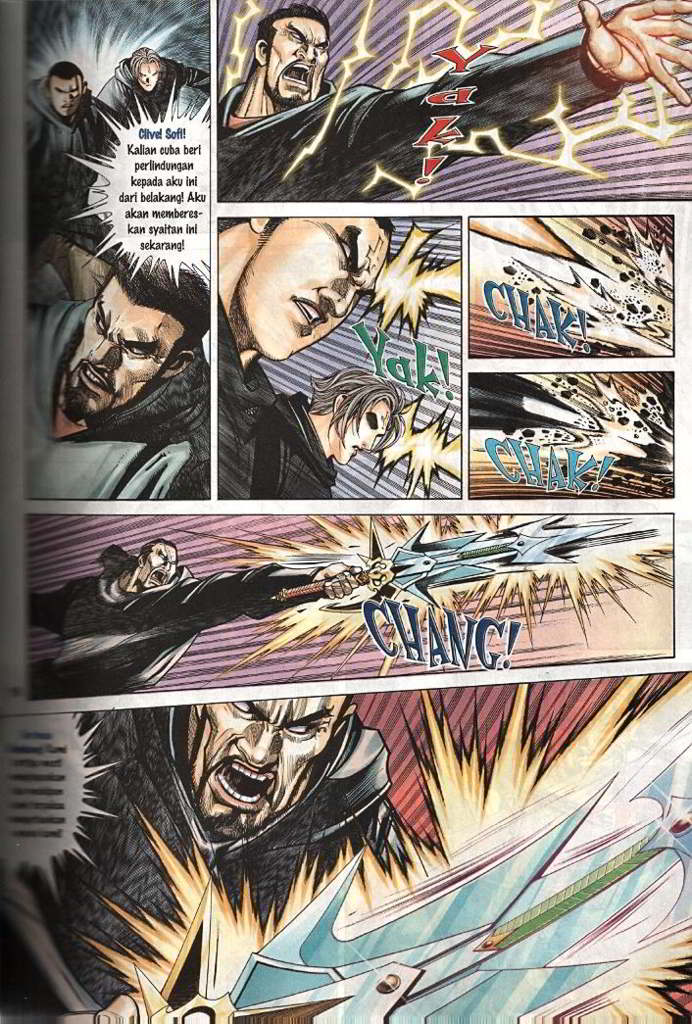 Clive! Sofi!
Kalian cuba beri
perlindungan
kepada aku ini
dari belakang! Aku
akan memberes-
kan syaitan ini
sekarang!
YAZ!
Yak!
CHAK!
CHAK!
CHANG!